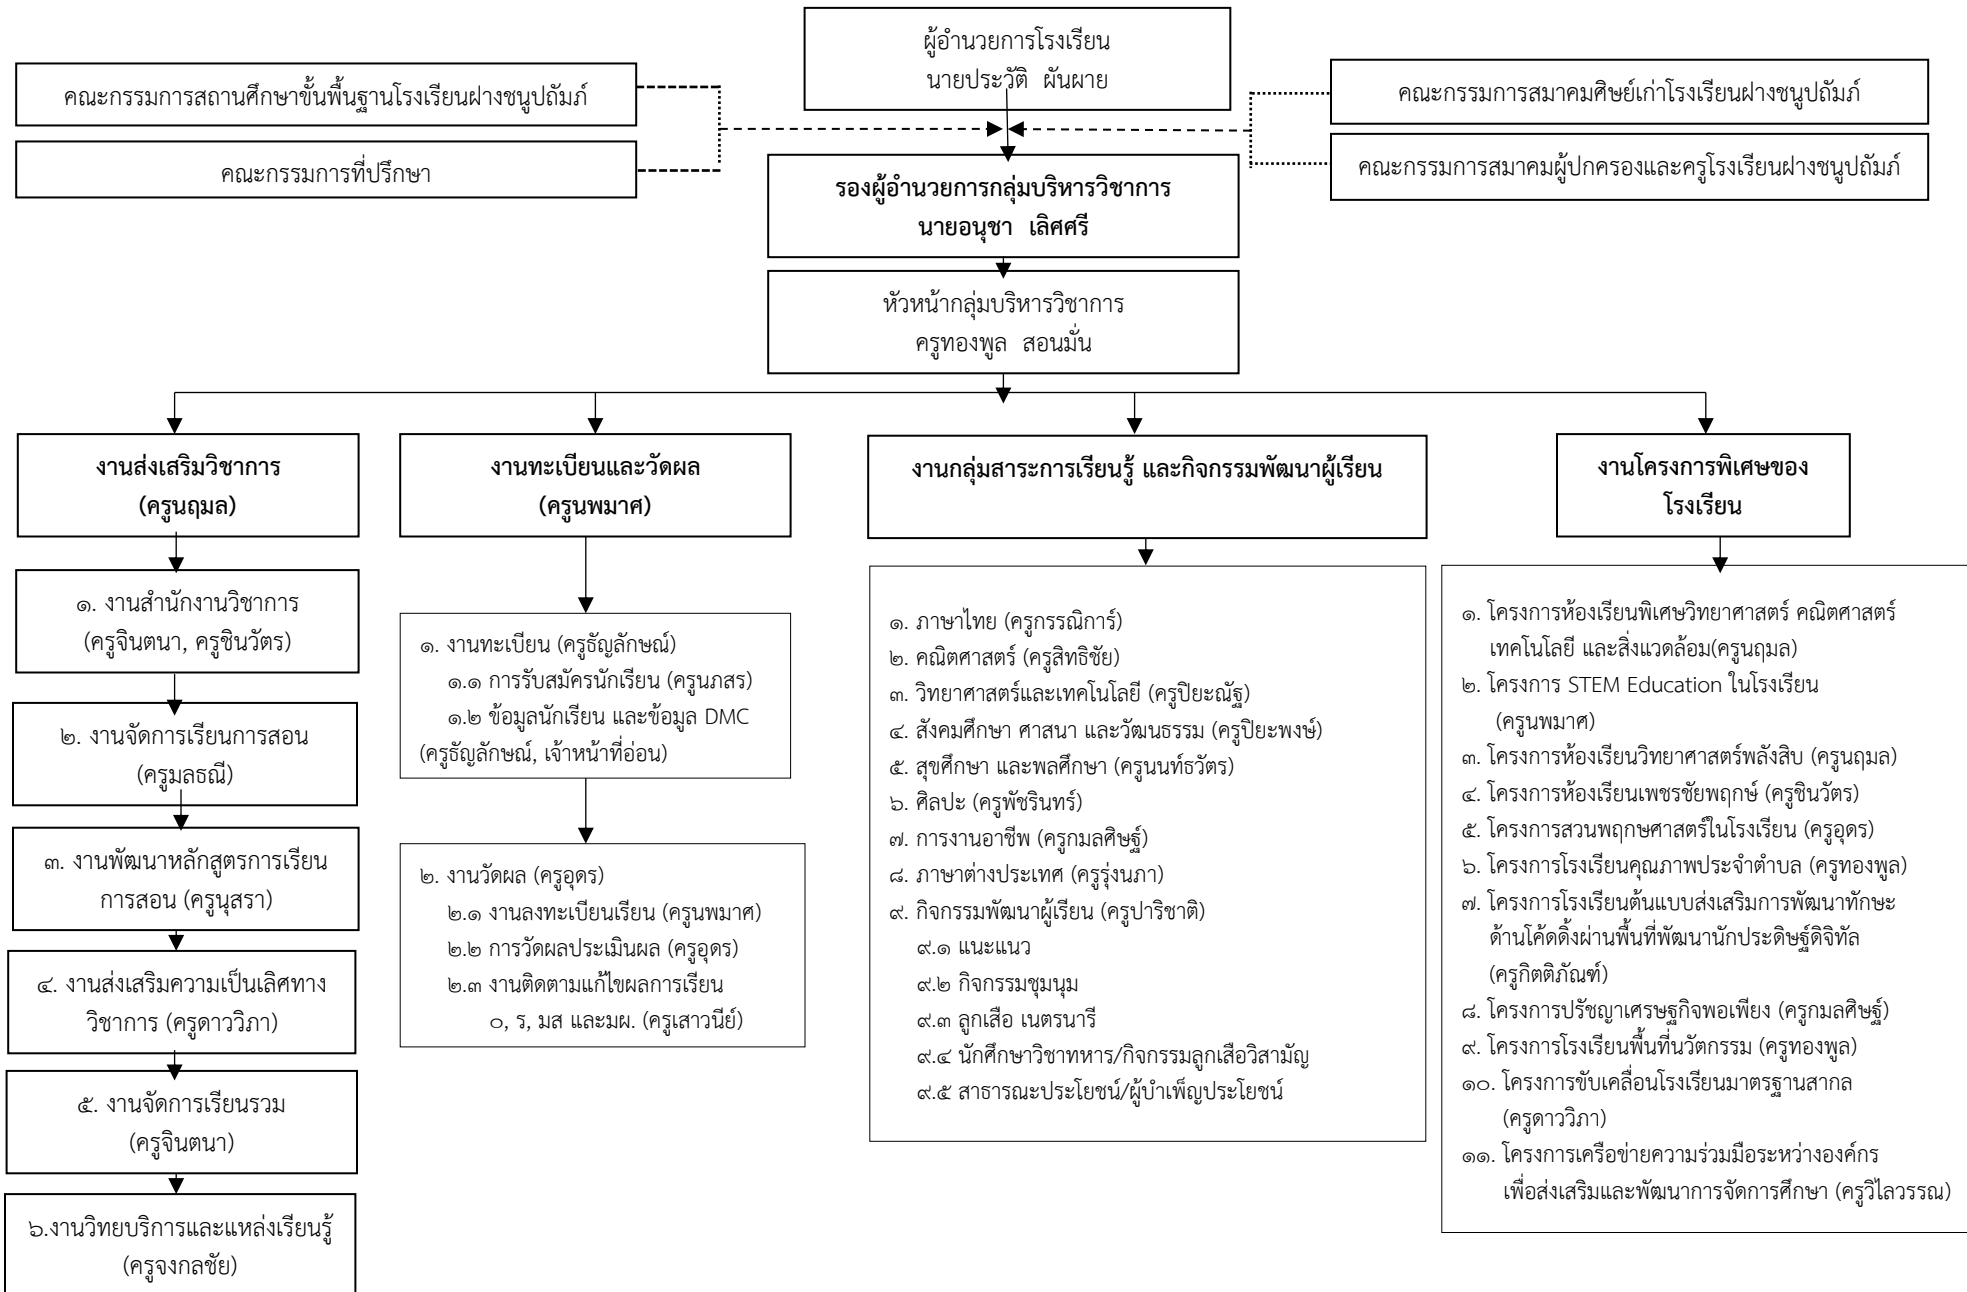 ผู้อำนวยการโรงเรียน
นายประวัติ ผันผาย
คณะกรรมการสถานศึกษาขั้นพื้นฐานโรงเรียนฝางชนูปถัมภ์
คณะกรรมการที่ปรึกษา
คณะกรรมการสมาคมศิษย์เก่าโรงเรียนฝางชนูปถัมภ์
คณะกรรมการสมาคมผู้ปกครองและครูโรงเรียนฝางชนูปถัมภ์
รองผู้อำนวยการกลุ่มบริหารวิชาการ
นายอนุชา เลิศศรี
หัวหน้ากลุ่มบริหารวิชาการ
ครูทองพูล สอนมั่น
งานส่งเสริมวิชาการ
(ครูนฤมล)
๑. งานสำนักงานวิชาการ
(ครูจินตนา, ครูชินวัตร)
๒. งานจัดการเรียนการสอน
(ครูมลธณี)
๓. งานพัฒนาหลักสูตรการเรียน
การสอน (ครูนุสรา)
๔. งานส่งเสริมความเป็นเลิศทาง
วิชาการ (ครูดาววิภา)
๕. งานจัดการเรียนรวม
(ครูจินตนา)
๖.งานวิทยบริการและแหล่งเรียนรู้
(ครูจงกลชัย)
งานทะเบียนและวัดผล
(ครูนพมาศ)
๑. งานทะเบียน (ครูธัญลักษณ์)
๑.๑ การรับสมัครนักเรียน (ครูนภสร)
๑.๒ ข้อมูลนักเรียน และข้อมูล DMC
(ครูธัญลักษณ์, เจ้าหน้าที่อ่อน)
๒. งานวัดผล (ครูอุดร)
๒.๑ งานลงทะเบียนเรียน (ครูนพมาศ)
๒.๒ การวัดผลประเมินผล (ครูอุดร)
๒.๓ งานติดตามแก้ไขผลการเรียน
๐, ร, มส และมผ. (ครูเสาวนีย์)
งานกลุ่มสาระการเรียนรู้ และกิจกรรมพัฒนาผู้เรียน
๑. ภาษาไทย (ครูกรรณิการ์)
๒. คณิตศาสตร์ (ครูสิทธิชัย)
๓. วิทยาศาสตร์และเทคโนโลยี (ครูปิยะณัฐ)
๔. สังคมศึกษา ศาสนา และวัฒนธรรม (ครูปิยะพงษ์)
๕. สุขศึกษา และพลศึกษา (ครูนนท์ธวัตร)
๖. ศิลปะ (ครูพัชรินทร์)
๗. การงานอาชีพ (ครูกมลศิษฐ์)
๘. ภาษาต่างประเทศ (ครูรุ่งนภา)
๙. กิจกรรมพัฒนาผู้เรียน (ครูปาริชาติ)
๙.๑ แนะแนว
๙.๒ กิจกรรมชุมนุม
๙.๓ ลูกเสือ เนตรนารี
๙.๔ นักศึกษาวิชาทหาร/กิจกรรมลูกเสือวิสามัญ
๙.๕ สาธารณะประโยชน์/ผู้บำเพ็ญประโยชน์
งานโครงการพิเศษของ
โรงเรียน
๑. โครงการห้องเรียนพิเศษวิทยาศาสตร์ คณิตศาสตร์
เทคโนโลยี และสิ่งแวดล้อม(ครูนฤมล)
๒. โครงการ STEM Education ในโรงเรียน
(ครูนพมาศ)
๓. โครงการห้องเรียนวิทยาศาสตร์พลังสิบ (ครูนฤมล)
๔. โครงการห้องเรียนเพชรชัยพฤกษ์ (ครูชินวัตร)
๕. โครงการสวนพฤกษศาสตร์ในโรงเรียน (ครูอุดร)
๖. โครงการโรงเรียนคุณภาพประจำตำบล (ครูทองพูล)
๗. โครงการโรงเรียนต้นแบบส่งเสริมการพัฒนาทักษะ
ด้านโค้ดดิ้งผ่านพื้นที่พัฒนานักประดิษฐ์ดิจิทัล
(ครูกิตติภัณฑ์)
๘. โครงการปรัชญาเศรษฐกิจพอเพียง (ครูกมลศิษฐ์)
๙. โครงการโรงเรียนพื้นที่นวัตกรรม (ครูทองพูล)
๑๐. โครงการขับเคลื่อนโรงเรียนมาตรฐานสากล
(ครูดาววิภา)
๑๑. โครงการเครือข่ายความร่วมมือระหว่างองค์กร
เพื่อส่งเสริมและพัฒนาการจัดการศึกษา (ครูวิไลวรรณ)